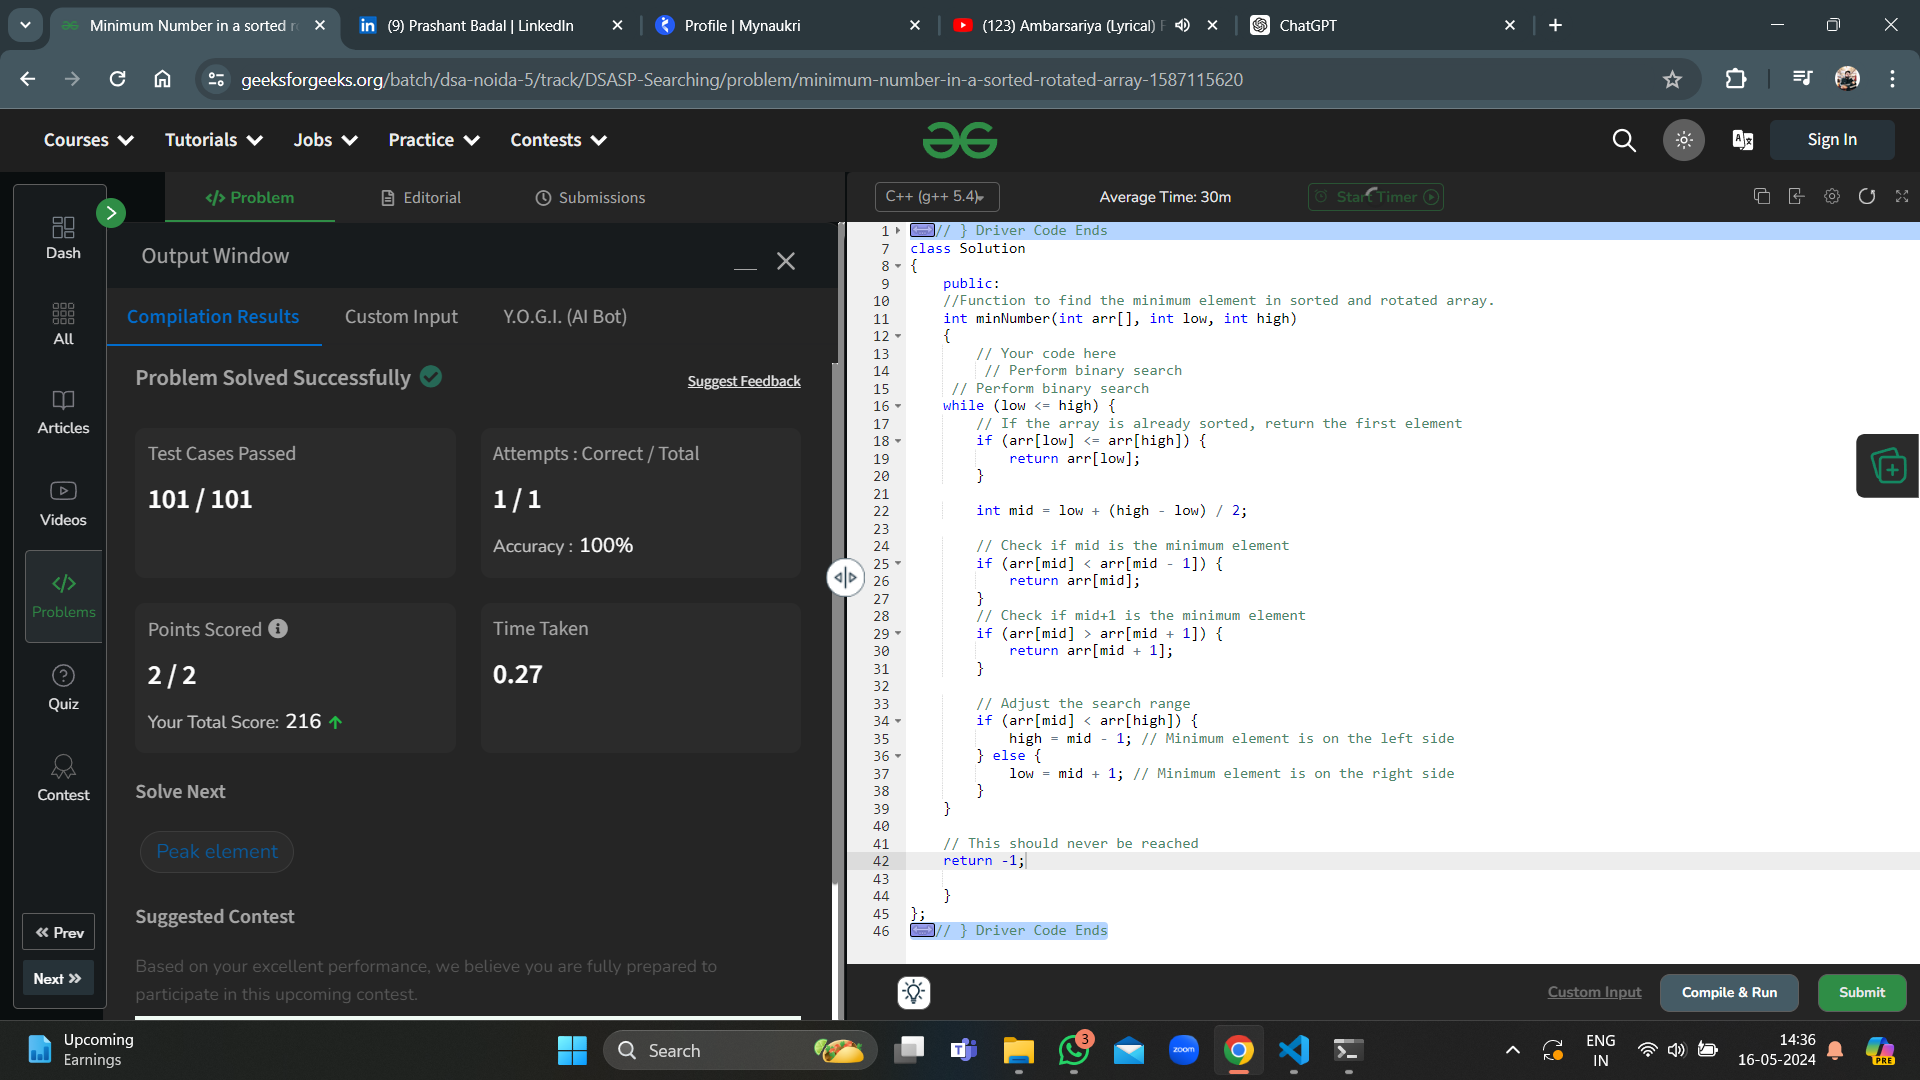 Minimum Number in a sorted r
(9) Prashant Badal | LinkedIn
Profile | Mynaukri
(123) Ambarsariya (Lyrical)
ChatGPT
geeksforgeeks.org/batch/dsa-noida-5/track/DSASP-Searching/problem/minimum-number-in-a-sorted-rotated-array-1587115620
Courses
Tutorials
Jobs
Practice
Contests
Sign In
Dash
All
Articles
Videos
Problems
Quiz
Contest
Prev
Next
Problem
Editorial
Submissions
Output Window
Compilation Results
Custom Input
Y.O.G.I. (AI Bot)
Problem Solved Successfully
Suggest Feedback
Test Cases Passed
101 / 101
Attempts : Correct / Total
1 / 1
Accuracy : 100%
Points Scored
2 / 2
Your Total Score: 216
Time Taken
0.27
Solve Next
Peak element
Suggested Contest
Based on your excellent performance, we believe you are fully prepared to
participate in this upcoming contest.
C++ (g++ 5.4)
Average Time: 30m
Start Timer
1 // } Driver Code Ends
7 class Solution
8 {
9 public:
10 //Function to find the minimum element in sorted and rotated array.
11 int minNumber(int arr[], int low, int high)
12 {
13 // Your code here
14 // Perform binary search
15 // Perform binary search
16 while (low <= high) {
17 // If the array is already sorted, return the first element
18 if (arr[low] <= arr[high]) {
19 return arr[low];
20 }
21
22 int mid = low + (high - low) / 2;
23
24 // Check if mid is the minimum element
25 if (arr[mid] < arr[mid - 1]) {
26 return arr[mid];
27 }
28 // Check if mid+1 is the minimum element
29 if (arr[mid] > arr[mid + 1]) {
30 return arr[mid + 1];
31 }
32
33 // Adjust the search range
34 if (arr[mid] < arr[high]) {
35 high = mid - 1; // Minimum element is on the left side
36 } else {
37 low = mid + 1; // Minimum element is on the right side
38 }
39 }
40
41 // This should never be reached
42 return -1;
43
44 }
45 };
46 // } Driver Code Ends
Custom Input
Compile & Run
Submit
Upcoming
Earnings
Search
3
zoom
PRE
ENG
IN
14:36
16-05-2024